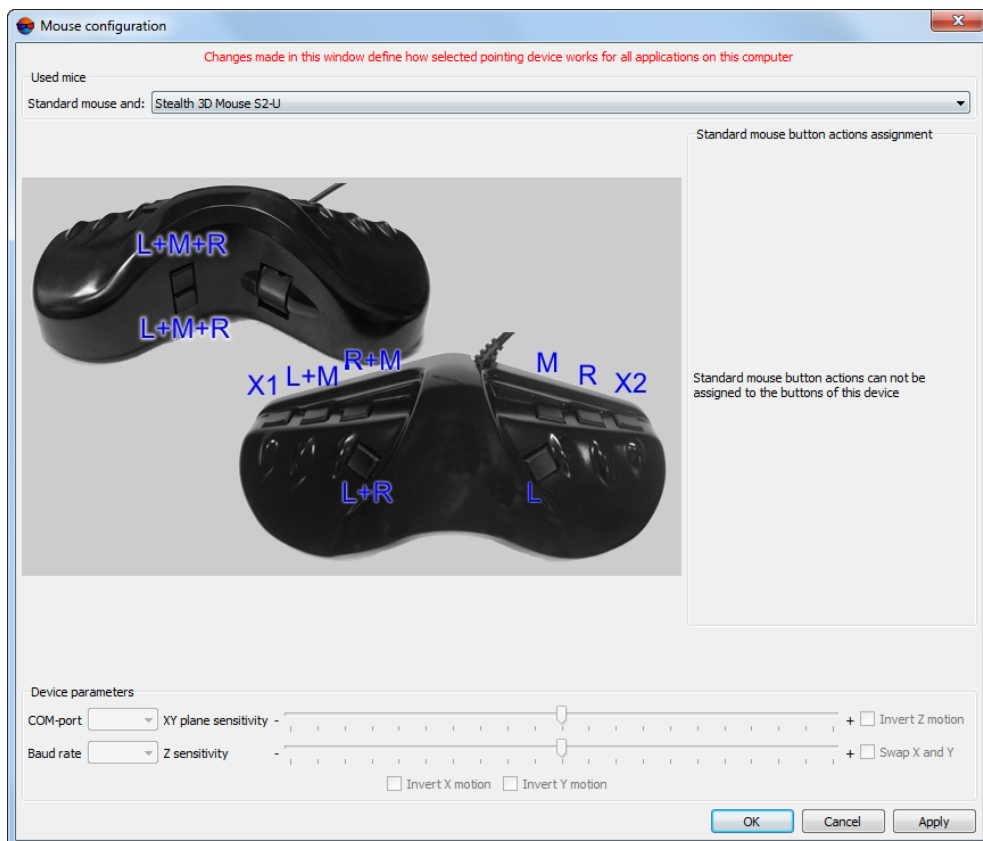 Mouse configuration
Changes made in this window define how selected pointing device works for all applications on this computer
Used mice
Standard mouse and: Stealth 3D Mouse S2-U
Standard mouse button actions assignment
L+M+R
L+M+R
X1 L+M R+M M R X2
L+R L
Standard mouse button actions can not be
assigned to the buttons of this device
Device parameters
COM-port XY plane sensitivity - + Invert Z motion
Baud rate Z sensitivity - + Swap X and Y
Invert X motion Invert Y motion
OK Cancel Apply